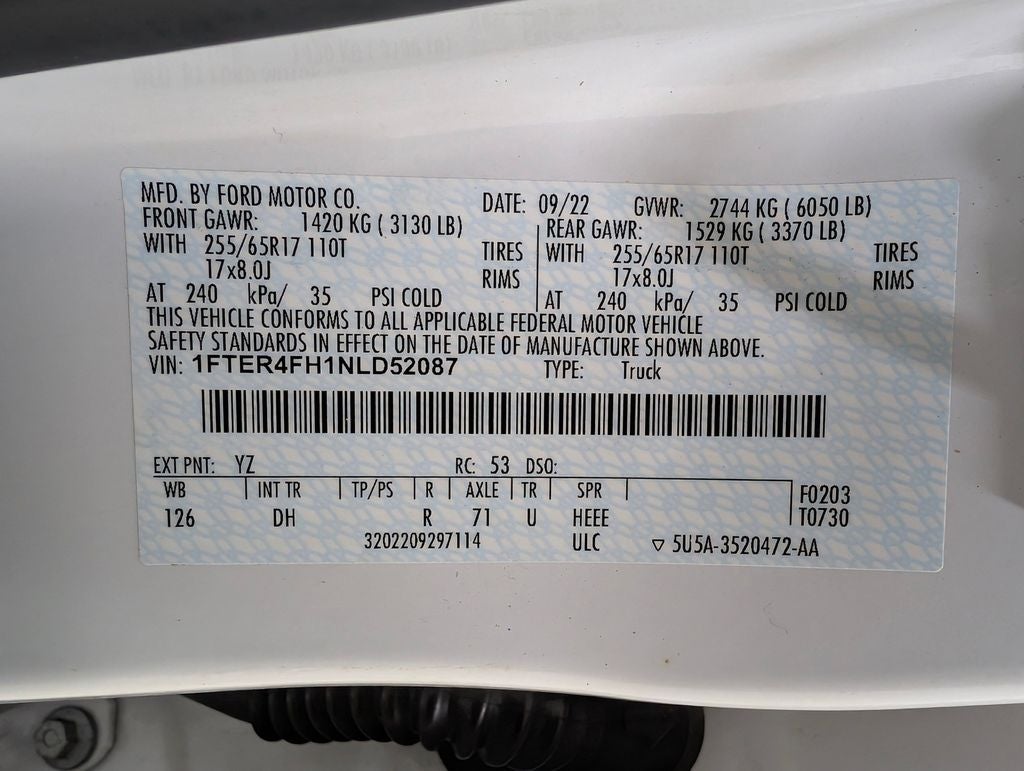 MFD. BY FORD MOTOR CO. DATE: 09/22 GVWR: 2744 KG ( 6050 LB)
FRONT GAWR: 1420 KG ( 3130 LB) REAR GAWR: 1529 KG ( 3370 LB)
WITH 255/65R17 110T TIRES WITH 255/65R17 110T TIRES
17x8.0J RIMS 17x8.0J RIMS
AT 240 kPa/ 35 PSI COLD AT 240 kPa/ 35 PSI COLD
THIS VEHICLE CONFORMS TO ALL APPLICABLE FEDERAL MOTOR VEHICLE
SAFETY STANDARDS IN EFFECT ON THE DATE OF MANUFACTURE SHOWN ABOVE.
VIN: 1FTER4FH1NLD52087 TYPE: Truck
EXT PNT: YZ RC: 53 DSO:
WB INT TR TP/PS R AXLE TR SPR F0203
126 DH R 71 U HEEE T0730
3202209297114 ULC ▽ 5U5A-3520472-AA